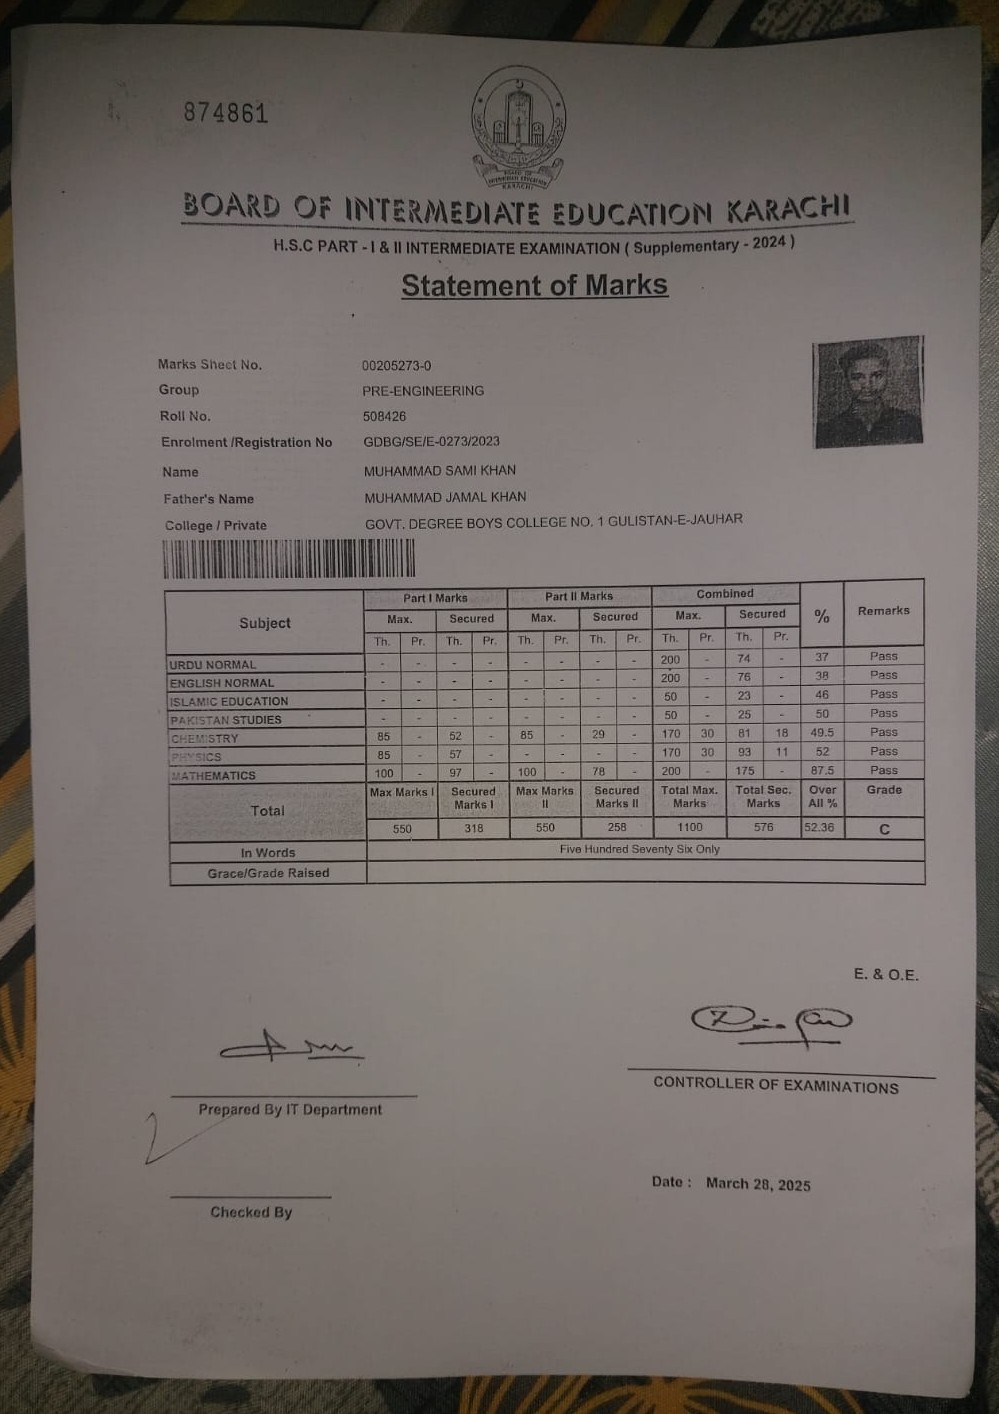 874861
BOARD OF INTERMEDIATE EDUCATION KARACHI
BOARD OF INTERMEDIATE EDUCATION KARACHI
H.S.C PART - I & II INTERMEDIATE EXAMINATION ( Supplementary - 2024 )
Statement of Marks
Marks Sheet No. 00205273-0
Group PRE-ENGINEERING
Roll No. 508426
Enrolment /Registration No GDBG/SE/E-0273/2023
Name MUHAMMAD SAMI KHAN
Father's Name MUHAMMAD JAMAL KHAN
College / Private GOVT. DEGREE BOYS COLLEGE NO. 1 GULISTAN-E-JAUHAR
Subject Part I Marks Part II Marks Combined % Remarks
Max. Secured Max. Secured Max. Secured
Th. Pr. Th. Pr. Th. Pr. Th. Pr. Th. Pr. Th. Pr.
URDU NORMAL - - - - - - - - 200 - 74 - 37 Pass
ENGLISH NORMAL - - - - - - - - 200 - 76 - 38 Pass
ISLAMIC EDUCATION - - - - - - - - 50 - 23 - 46 Pass
PAKISTAN STUDIES - - - - - - - - 50 - 25 - 50 Pass
CHEMISTRY 85 - 52 - 85 - 29 - 170 30 81 18 49.5 Pass
PHYSICS 85 - 57 - - - - - 170 30 93 11 52 Pass
MATHEMATICS 100 - 97 - 100 - 78 - 200 - 175 - 87.5 Pass
Total Max Marks I Secured Marks I Max Marks II Secured Marks II Total Max. Marks Total Sec. Marks Over All % Grade
550 318 550 258 1100 576 52.36 C
In Words Five Hundred Seventy Six Only
Grace/Grade Raised
E. & O.E.
Prepared By IT Department
CONTROLLER OF EXAMINATIONS
Checked By
Date : March 28, 2025